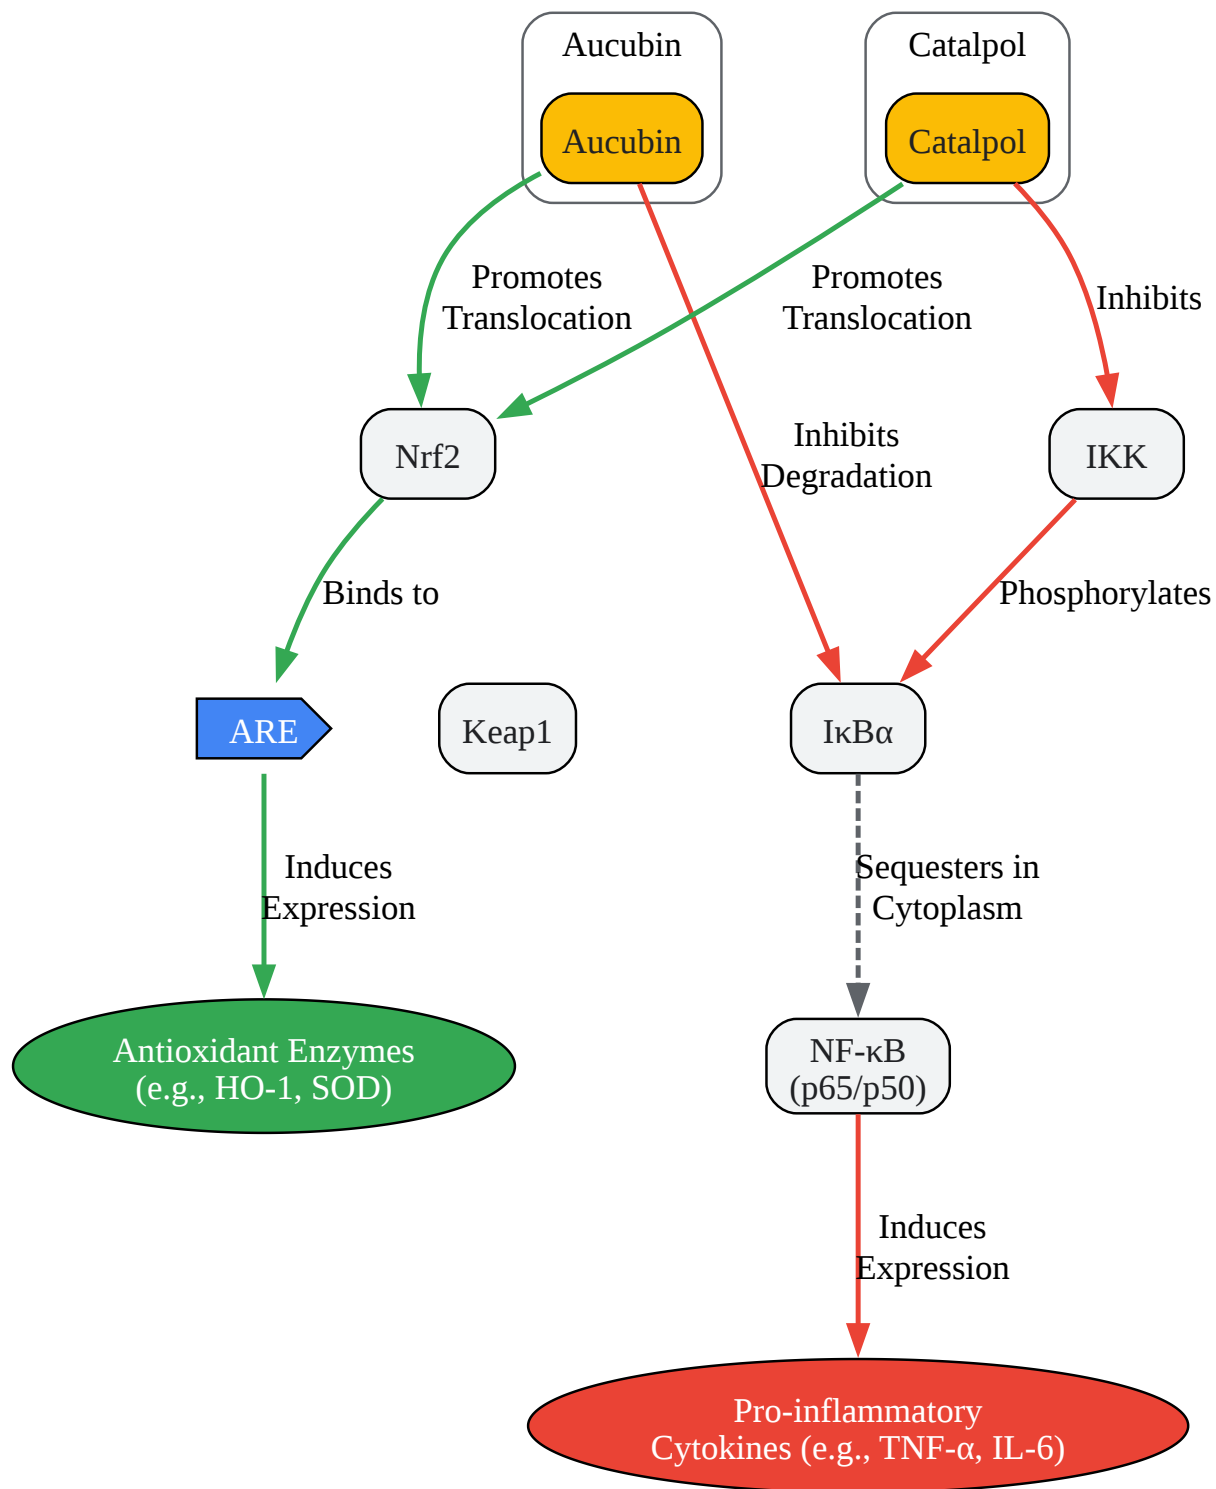 Aucubin
Catalpol
Aucubin
Catalpol
Promotes
Translocation
Promotes
Translocation
Inhibits
Inhibits
Degradation
Nrf2
IKK
Binds to
Phosphorylates
ARE
Keap1
IκBα
Induces
Expression
Sequesters in
Cytoplasm
Antioxidant Enzymes
(e.g., HO-1, SOD)
NF-κB
(p65/p50)
Induces
Expression
Pro-inflammatory
Cytokines (e.g., TNF-α, IL-6)